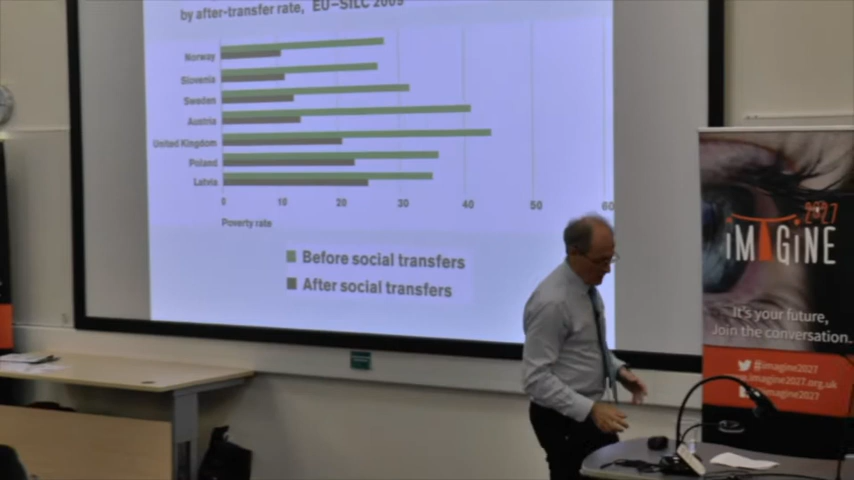 by after-transfer rate, EU–SILC 2009
Norway
Slovenia
Sweden
Austria
United Kingdom
Poland
Latvia
0 10 20 30 40 50 60
Poverty rate
Before social transfers
After social transfers
2027
iMAGiNE
It's your future,
Join the conversation.
#imagine2027
.imagine2027.org.uk
imagine2027